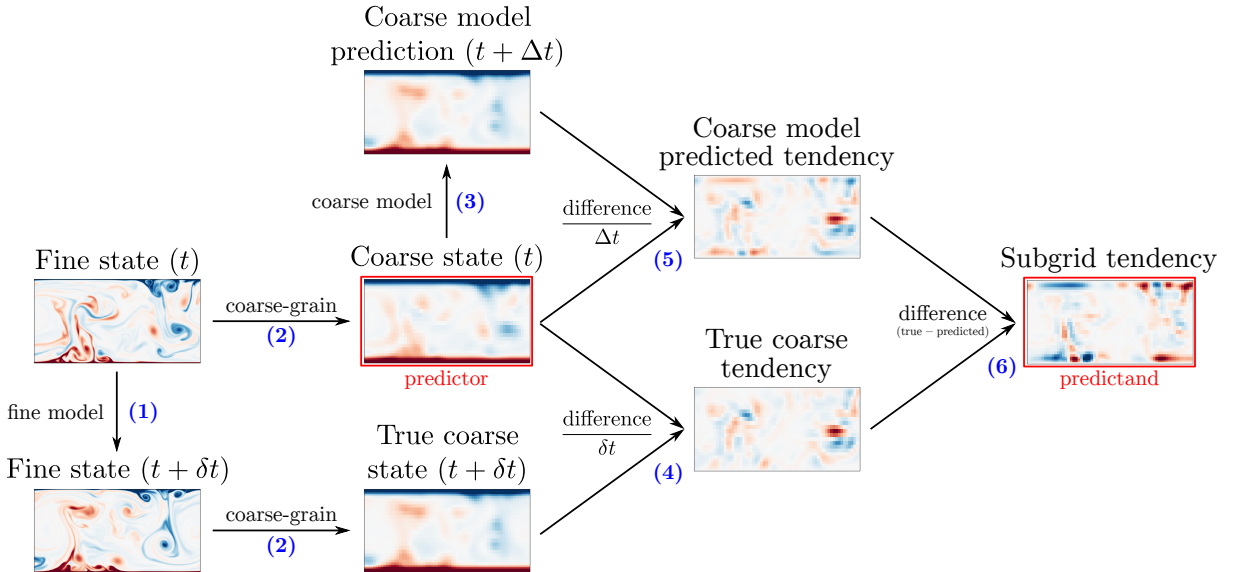 Coarse model
prediction (t + Δt)
coarse model
(3)
Coarse model
predicted tendency
difference
Δt
(5)
Fine state (t)
coarse-grain
(2)
Coarse state (t)
predictor
Subgrid tendency
difference
(true − predicted)
(6)
predictand
True coarse
tendency
fine model
(1)
difference
δt
(4)
Fine state (t + δt)
coarse-grain
(2)
True coarse
state (t + δt)